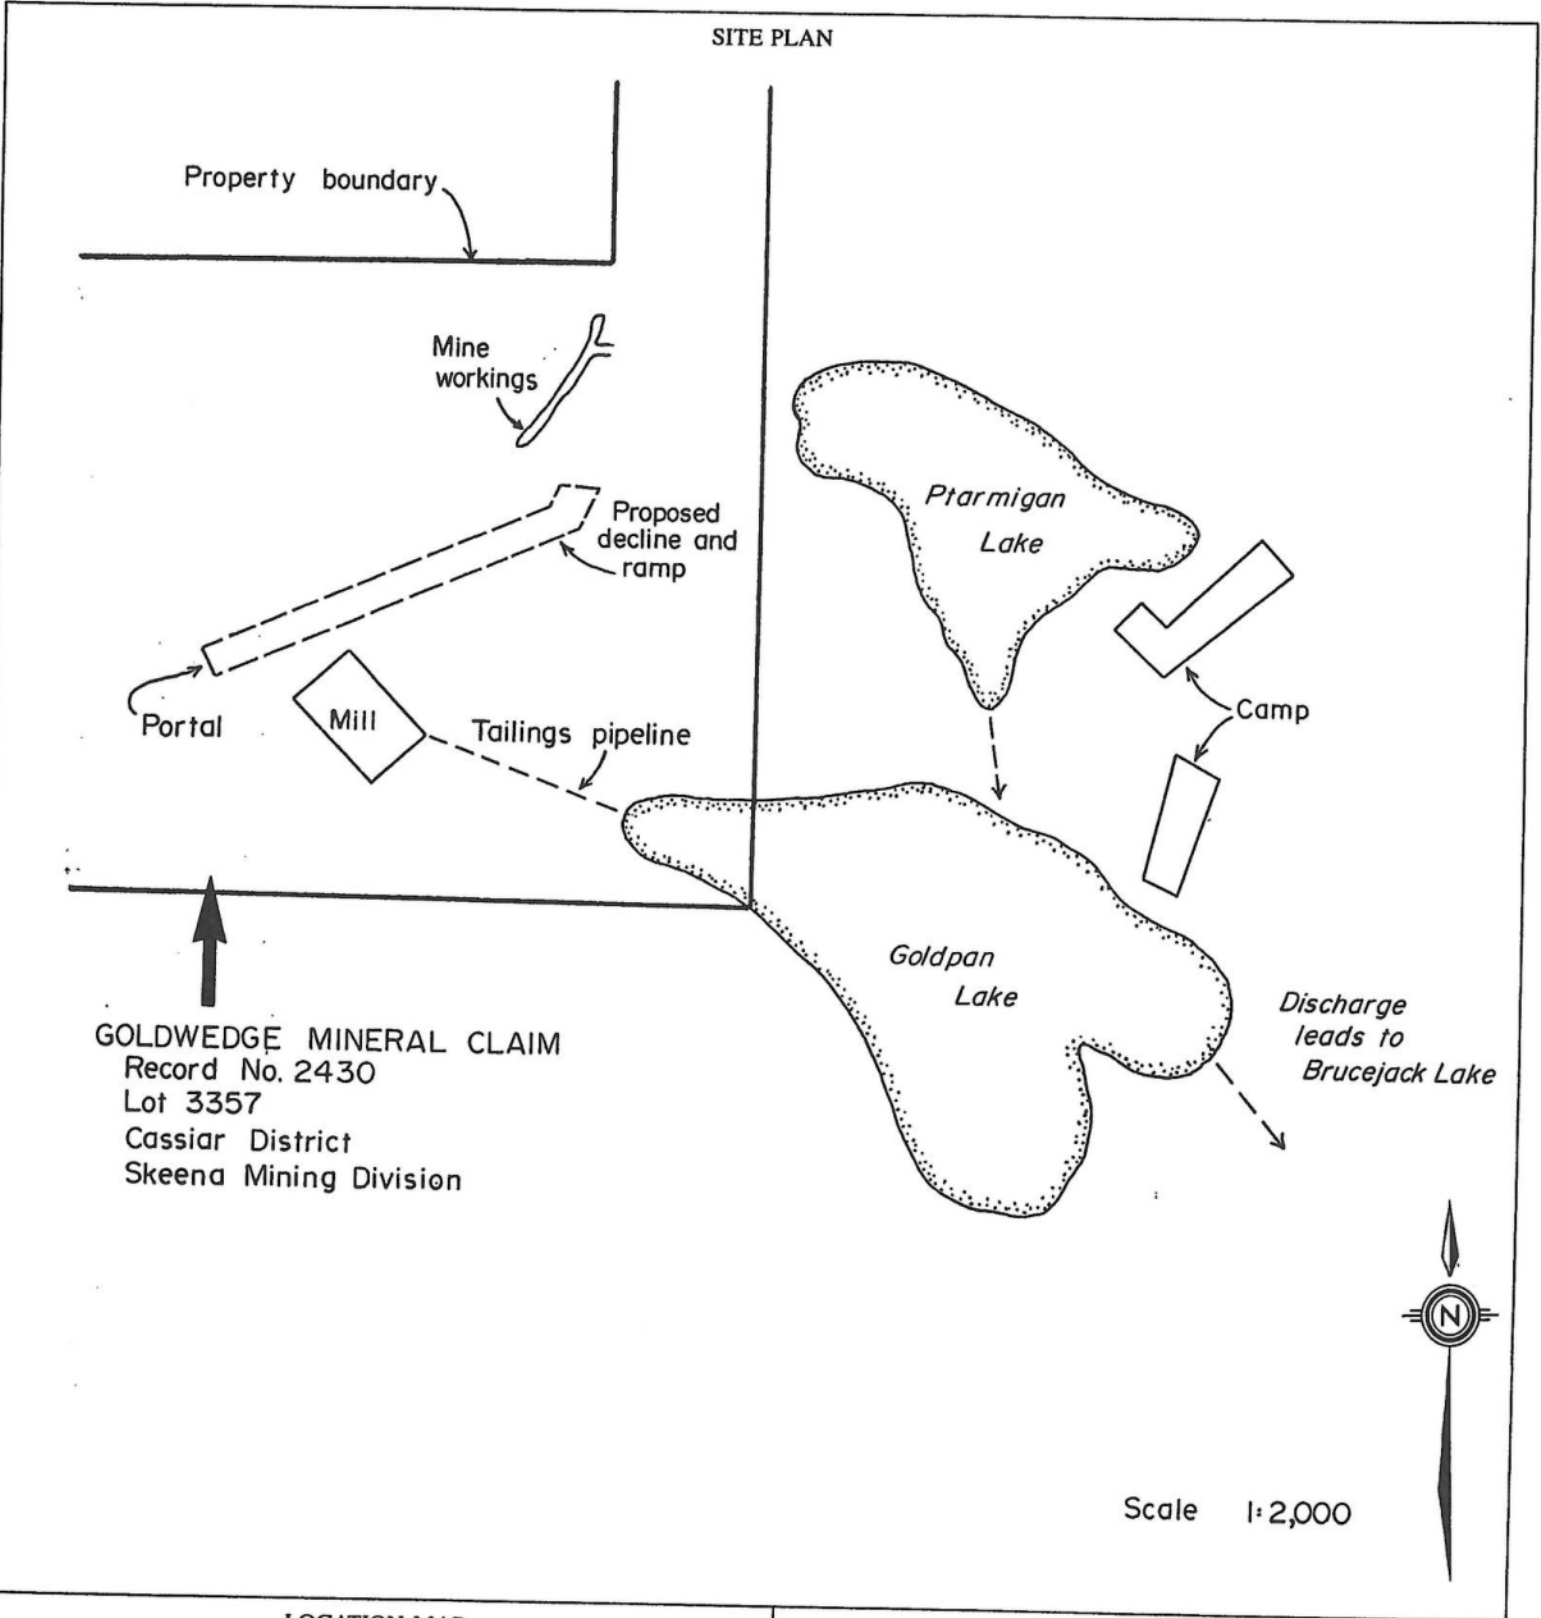 SITE PLAN
Property boundary
Mine
workings
Proposed
decline and
ramp
Ptarmigan
Lake
Portal
Mill
Tailings pipeline
Camp
Goldpan
Lake
Discharge
leads to
Brucejack Lake
GOLDWEDGE MINERAL CLAIM
Record No. 2430
Lot 3357
Cassiar District
Skeena Mining Division
N
Scale 1:2,000
LOCATION MAP